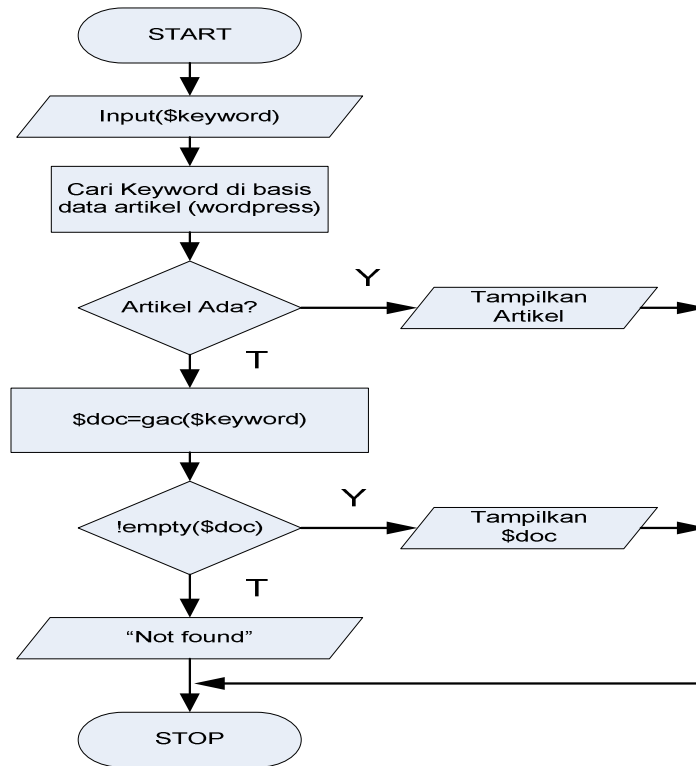 START
Input($keyword)
Cari Keyword di basis
data artikel (wordpress)
Artikel Ada?
Y
Tampilkan
Artikel
T
$doc=gac($keyword)
!empty($doc)
Y
Tampilkan
$doc
T
“Not found”
STOP